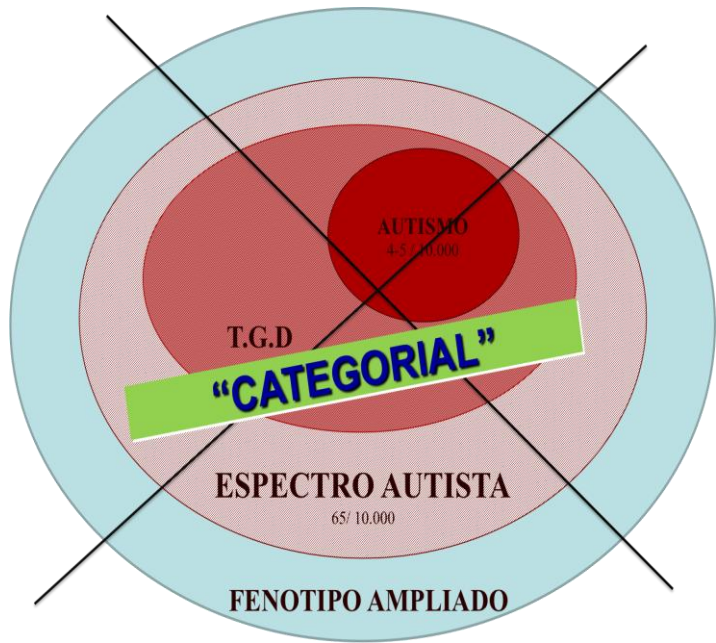 AUTISMO
4-5 / 10.000
T.G.D
“CATEGORIAL”
ESPECTRO AUTISTA
65/ 10.000
FENOTIPO AMPLIADO